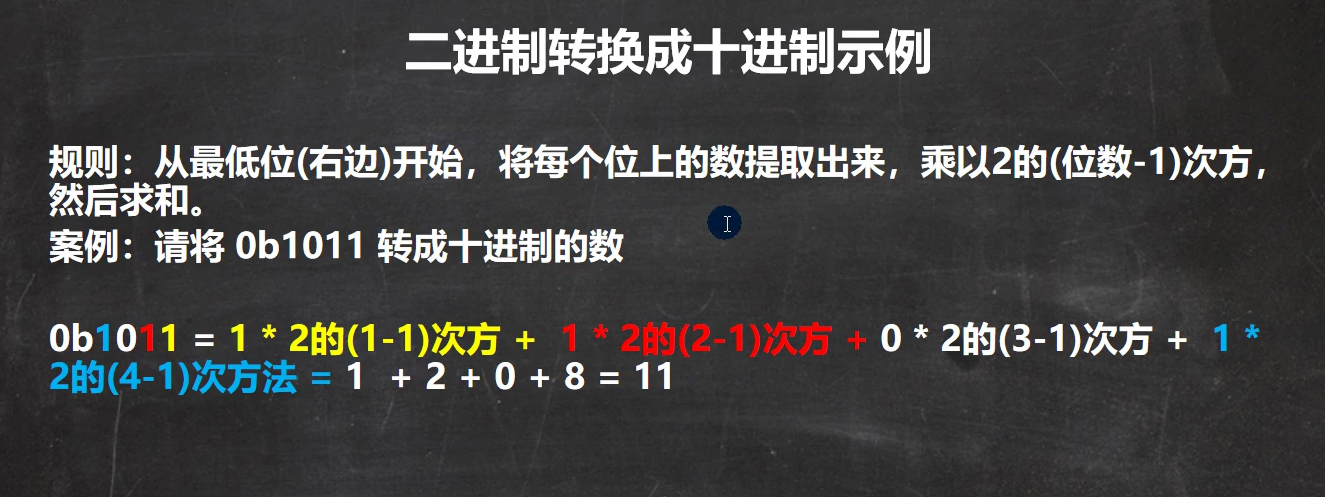 二进制转换成十进制示例
规则：从最低位(右边)开始，将每个位上的数提取出来，乘以2的(位数-1)次方，
然后求和。
案例：请将 0b1011 转成十进制的数
0b1011 = 1 * 2的(1-1)次方 + 1 * 2的(2-1)次方 + 0 * 2的(3-1)次方 + 1 *
2的(4-1)次方法 = 1 + 2 + 0 + 8 = 11